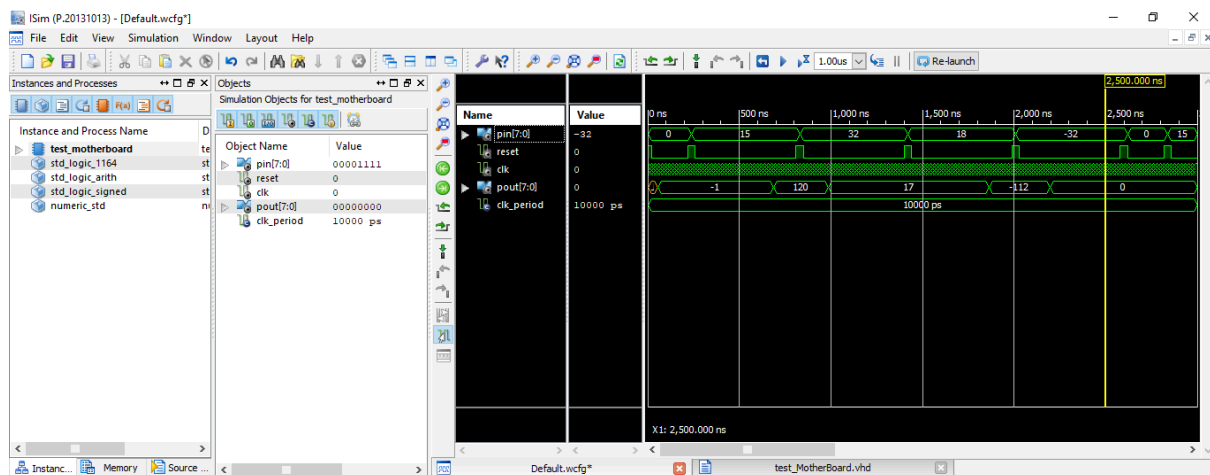 ISim (P.20131013) - [Default.wcfg*]
File Edit View Simulation Window Layout Help
1.00us Re-launch
Instances and Processes
Instance and Process Name D
test_motherboard te
std_logic_1164 st
std_logic_arith st
std_logic_signed st
numeric_std nu
Instanc... Memory Source ...
Objects
Simulation Objects for test_motherboard
Object Name Value
pin[7:0] 00001111
reset 0
clk 0
pout[7:0] 00000000
clk_period 10000 ps
2,500.000 ns
Name Value
0 ns 500 ns 1,000 ns 1,500 ns 2,000 ns 2,500 ns
pin[7:0] -32 0 15 32 18 -32 0 15
reset 0
clk 0
pout[7:0] 0 -1 120 17 -112 0
clk_period 10000 ps 10000 ps
X1: 2,500.000 ns
Default.wcfg* test_MotherBoard.vhd